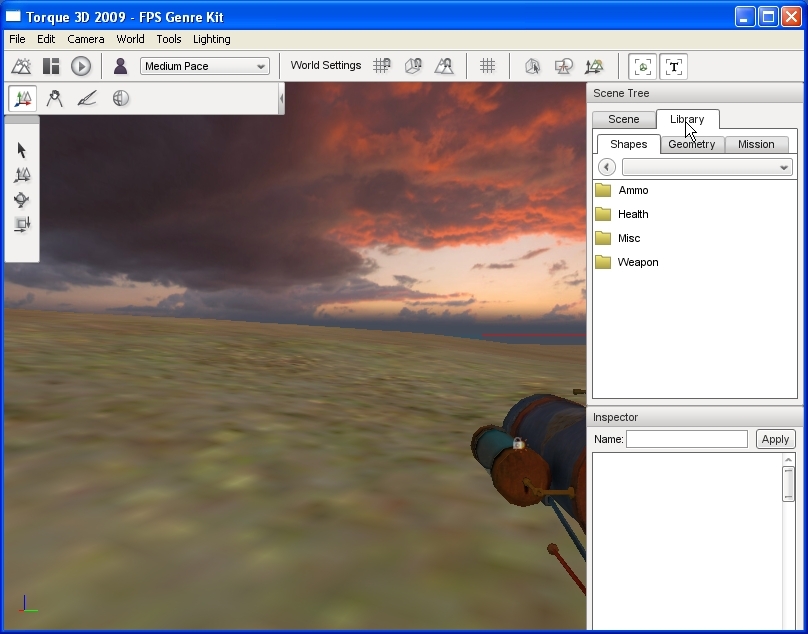 Torque 3D 2009 - FPS Genre Kit
File Edit Camera World Tools Lighting
Medium Pace World Settings T
Scene Tree
Scene Library
Shapes Geometry Mission
Ammo
Health
Misc
Weapon
Inspector
Name: Apply